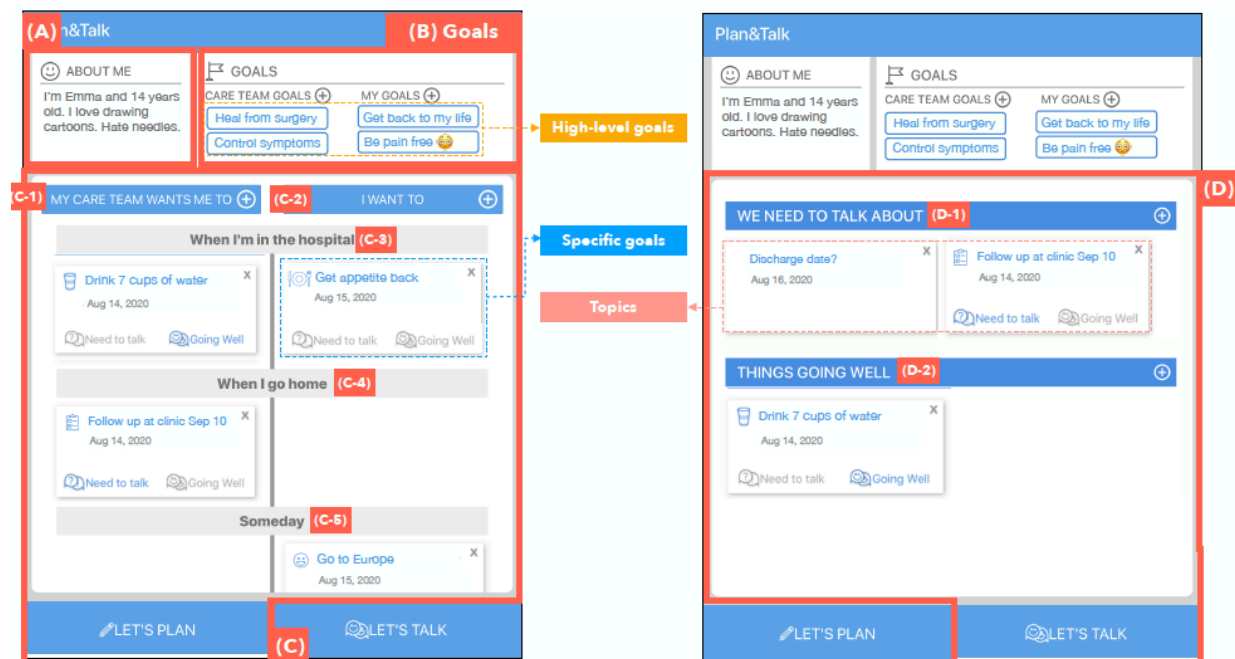 (A) n&Talk
(B) Goals
ABOUT ME
I'm Emma and 14 years
old. I love drawing
cartoons. Hate needles.
GOALS
CARE TEAM GOALS
MY GOALS
Heal from surgery
Get back to my life
Control symptoms
Be pain free 😳
High-level goals
(C-1) MY CARE TEAM WANTS ME TO
(C-2) I WANT TO
When I'm in the hospital (C-3)
Drink 7 cups of water X
Aug 14, 2020
Need to talk Going Well
Get appetite back X
Aug 15, 2020
Need to talk Going Well
Specific goals
Topics
When I go home (C-4)
Follow up at clinic Sep 10 X
Aug 14, 2020
Need to talk Going Well
Someday (C-5)
Go to Europe X
Aug 15, 2020
LET'S PLAN
(C)
LET'S TALK
Plan&Talk
ABOUT ME
I'm Emma and 14 years
old. I love drawing
cartoons. Hate needles.
GOALS
CARE TEAM GOALS
MY GOALS
Heal from surgery
Get back to my life
Control symptoms
Be pain free 😳
(D)
WE NEED TO TALK ABOUT (D-1)
Discharge date? X
Aug 16, 2020
Follow up at clinic Sep 10 X
Aug 14, 2020
Need to talk Going Well
THINGS GOING WELL (D-2)
Drink 7 cups of water X
Aug 14, 2020
Need to talk Going Well
LET'S PLAN
LET'S TALK